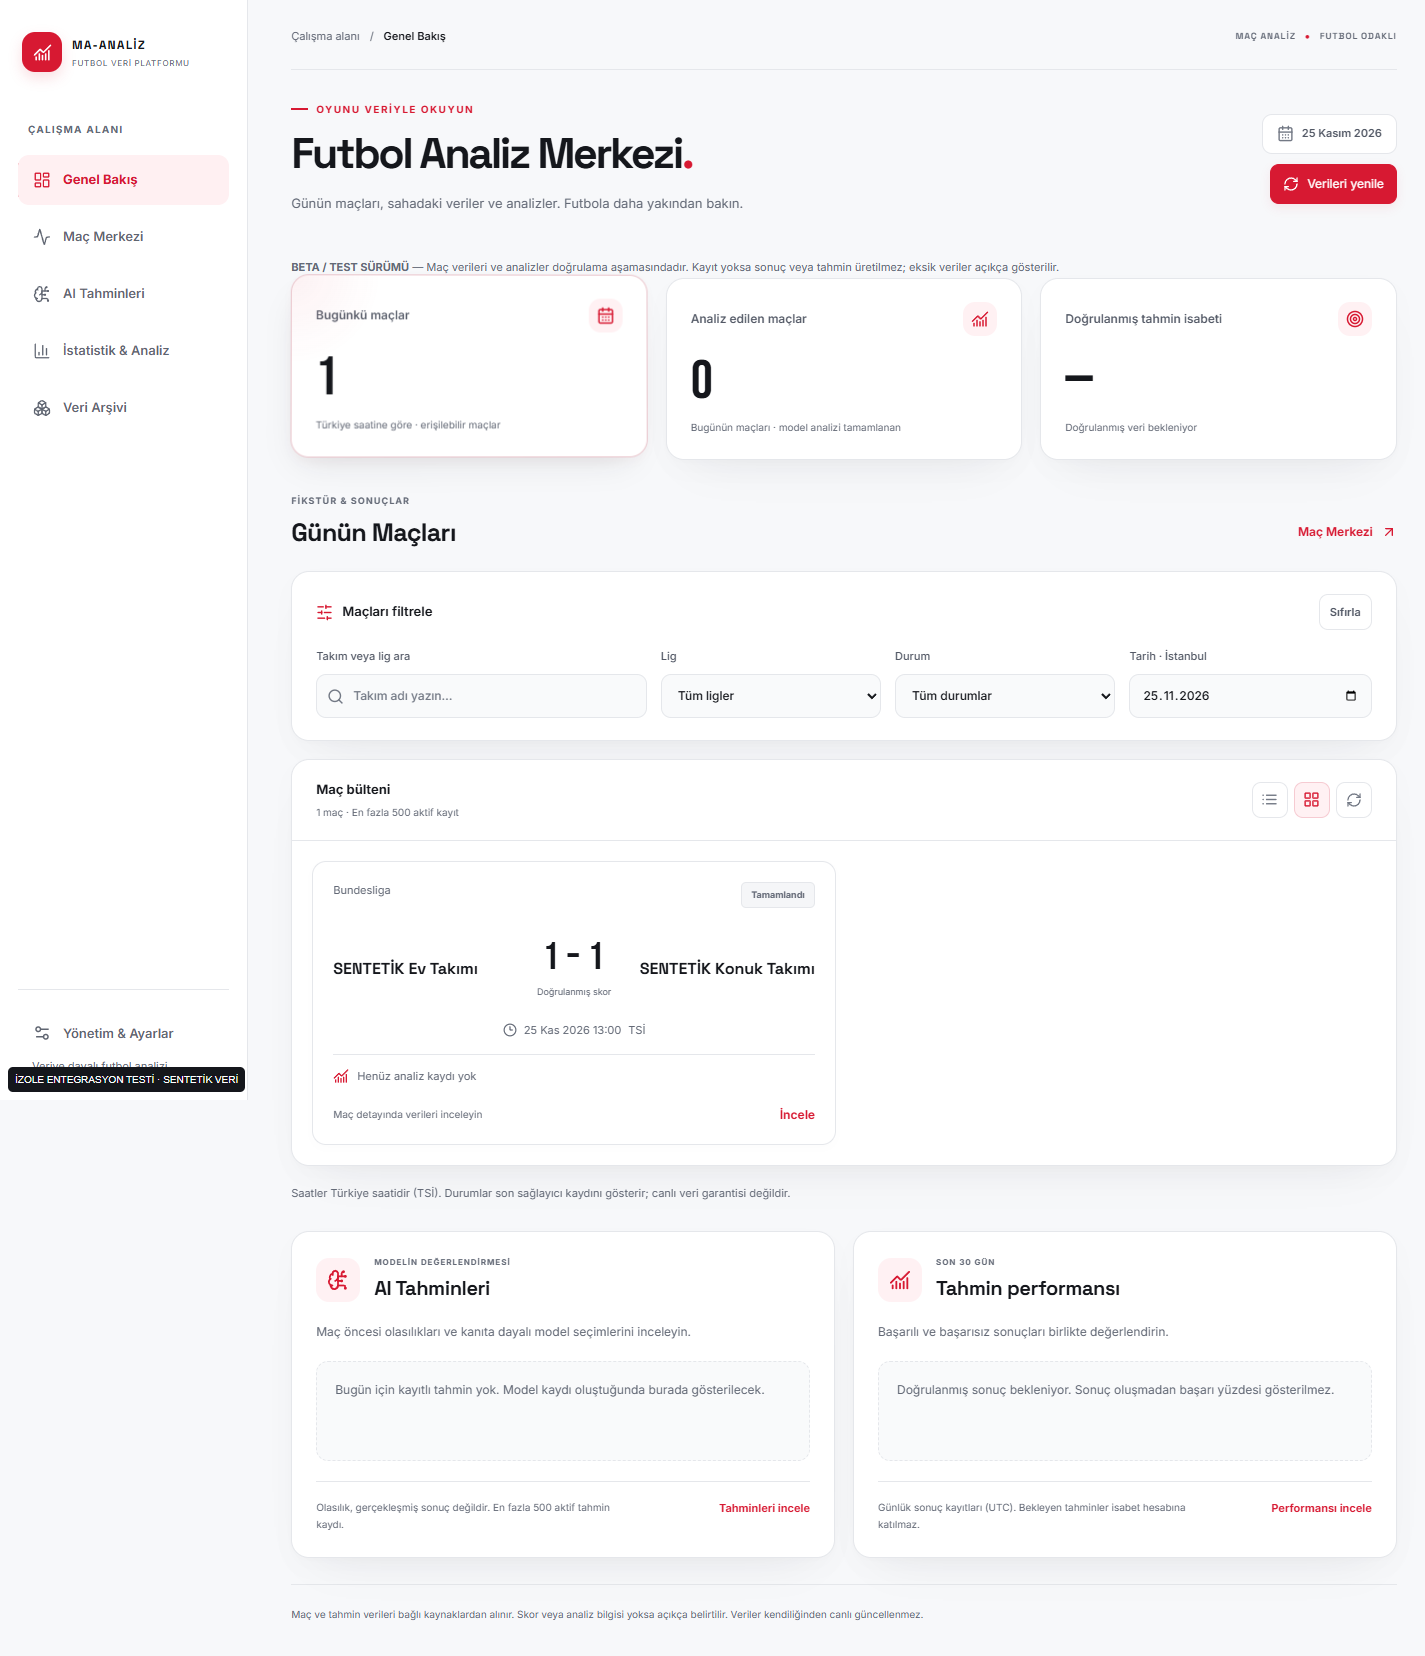 MA-ANALİZ
FUTBOL VERİ PLATFORMU
ÇALIŞMA ALANI
Genel Bakış
Maç Merkezi
AI Tahminleri
İstatistik & Analiz
Veri Arşivi
Yönetim & Ayarlar
Veriye dayalı futbol analizi
İZOLE ENTEGRASYON TESTİ · SENTETİK VERİ
Çalışma alanı / Genel Bakış
MAÇ ANALİZ • FUTBOL ODAKLI
OYUNU VERİYLE OKUYUN
Futbol Analiz Merkezi.
Günün maçları, sahadaki veriler ve analizler. Futbola daha yakından bakın.
25 Kasım 2026
Verileri yenile
BETA / TEST SÜRÜMÜ — Maç verileri ve analizler doğrulama aşamasındadır. Kayıt yoksa sonuç veya tahmin üretilmez; eksik veriler açıkça gösterilir.
Bugünkü maçlar
1
Türkiye saatine göre · erişilebilir maçlar
Analiz edilen maçlar
0
Bugünün maçları · model analizi tamamlanan
Doğrulanmış tahmin isabeti
—
Doğrulanmış veri bekleniyor
FİKSTÜR & SONUÇLAR
Günün Maçları
Maç Merkezi
Maçları filtrele
Sıfırla
Takım veya lig ara
Lig
Durum
Tarih · İstanbul
Takım adı yazın...
Tüm ligler
Tüm durumlar
25.11.2026
Maç bülteni
1 maç · En fazla 500 aktif kayıt
Bundesliga
Tamamlandı
SENTETİK Ev Takımı
1 - 1
SENTETİK Konuk Takımı
Doğrulanmış skor
25 Kas 2026 13:00 TSİ
Henüz analiz kaydı yok
Maç detayında verileri inceleyin
İncele
Saatler Türkiye saatidir (TSİ). Durumlar son sağlayıcı kaydını gösterir; canlı veri garantisi değildir.
MODELİN DEĞERLENDİRMESİ
AI Tahminleri
Maç öncesi olasılıkları ve kanıta dayalı model seçimlerini inceleyin.
Bugün için kayıtlı tahmin yok. Model kaydı oluştuğunda burada gösterilecek.
Olasılık, gerçekleşmiş sonuç değildir. En fazla 500 aktif tahmin
kaydı.
Tahminleri incele
SON 30 GÜN
Tahmin performansı
Başarılı ve başarısız sonuçları birlikte değerlendirin.
Doğrulanmış sonuç bekleniyor. Sonuç oluşmadan başarı yüzdesi gösterilmez.
Günlük sonuç kayıtları (UTC). Bekleyen tahminler isabet hesabına
katılmaz.
Performansı incele
Maç ve tahmin verileri bağlı kaynaklardan alınır. Skor veya analiz bilgisi yoksa açıkça belirtilir. Veriler kendiliğinden canlı güncellenmez.